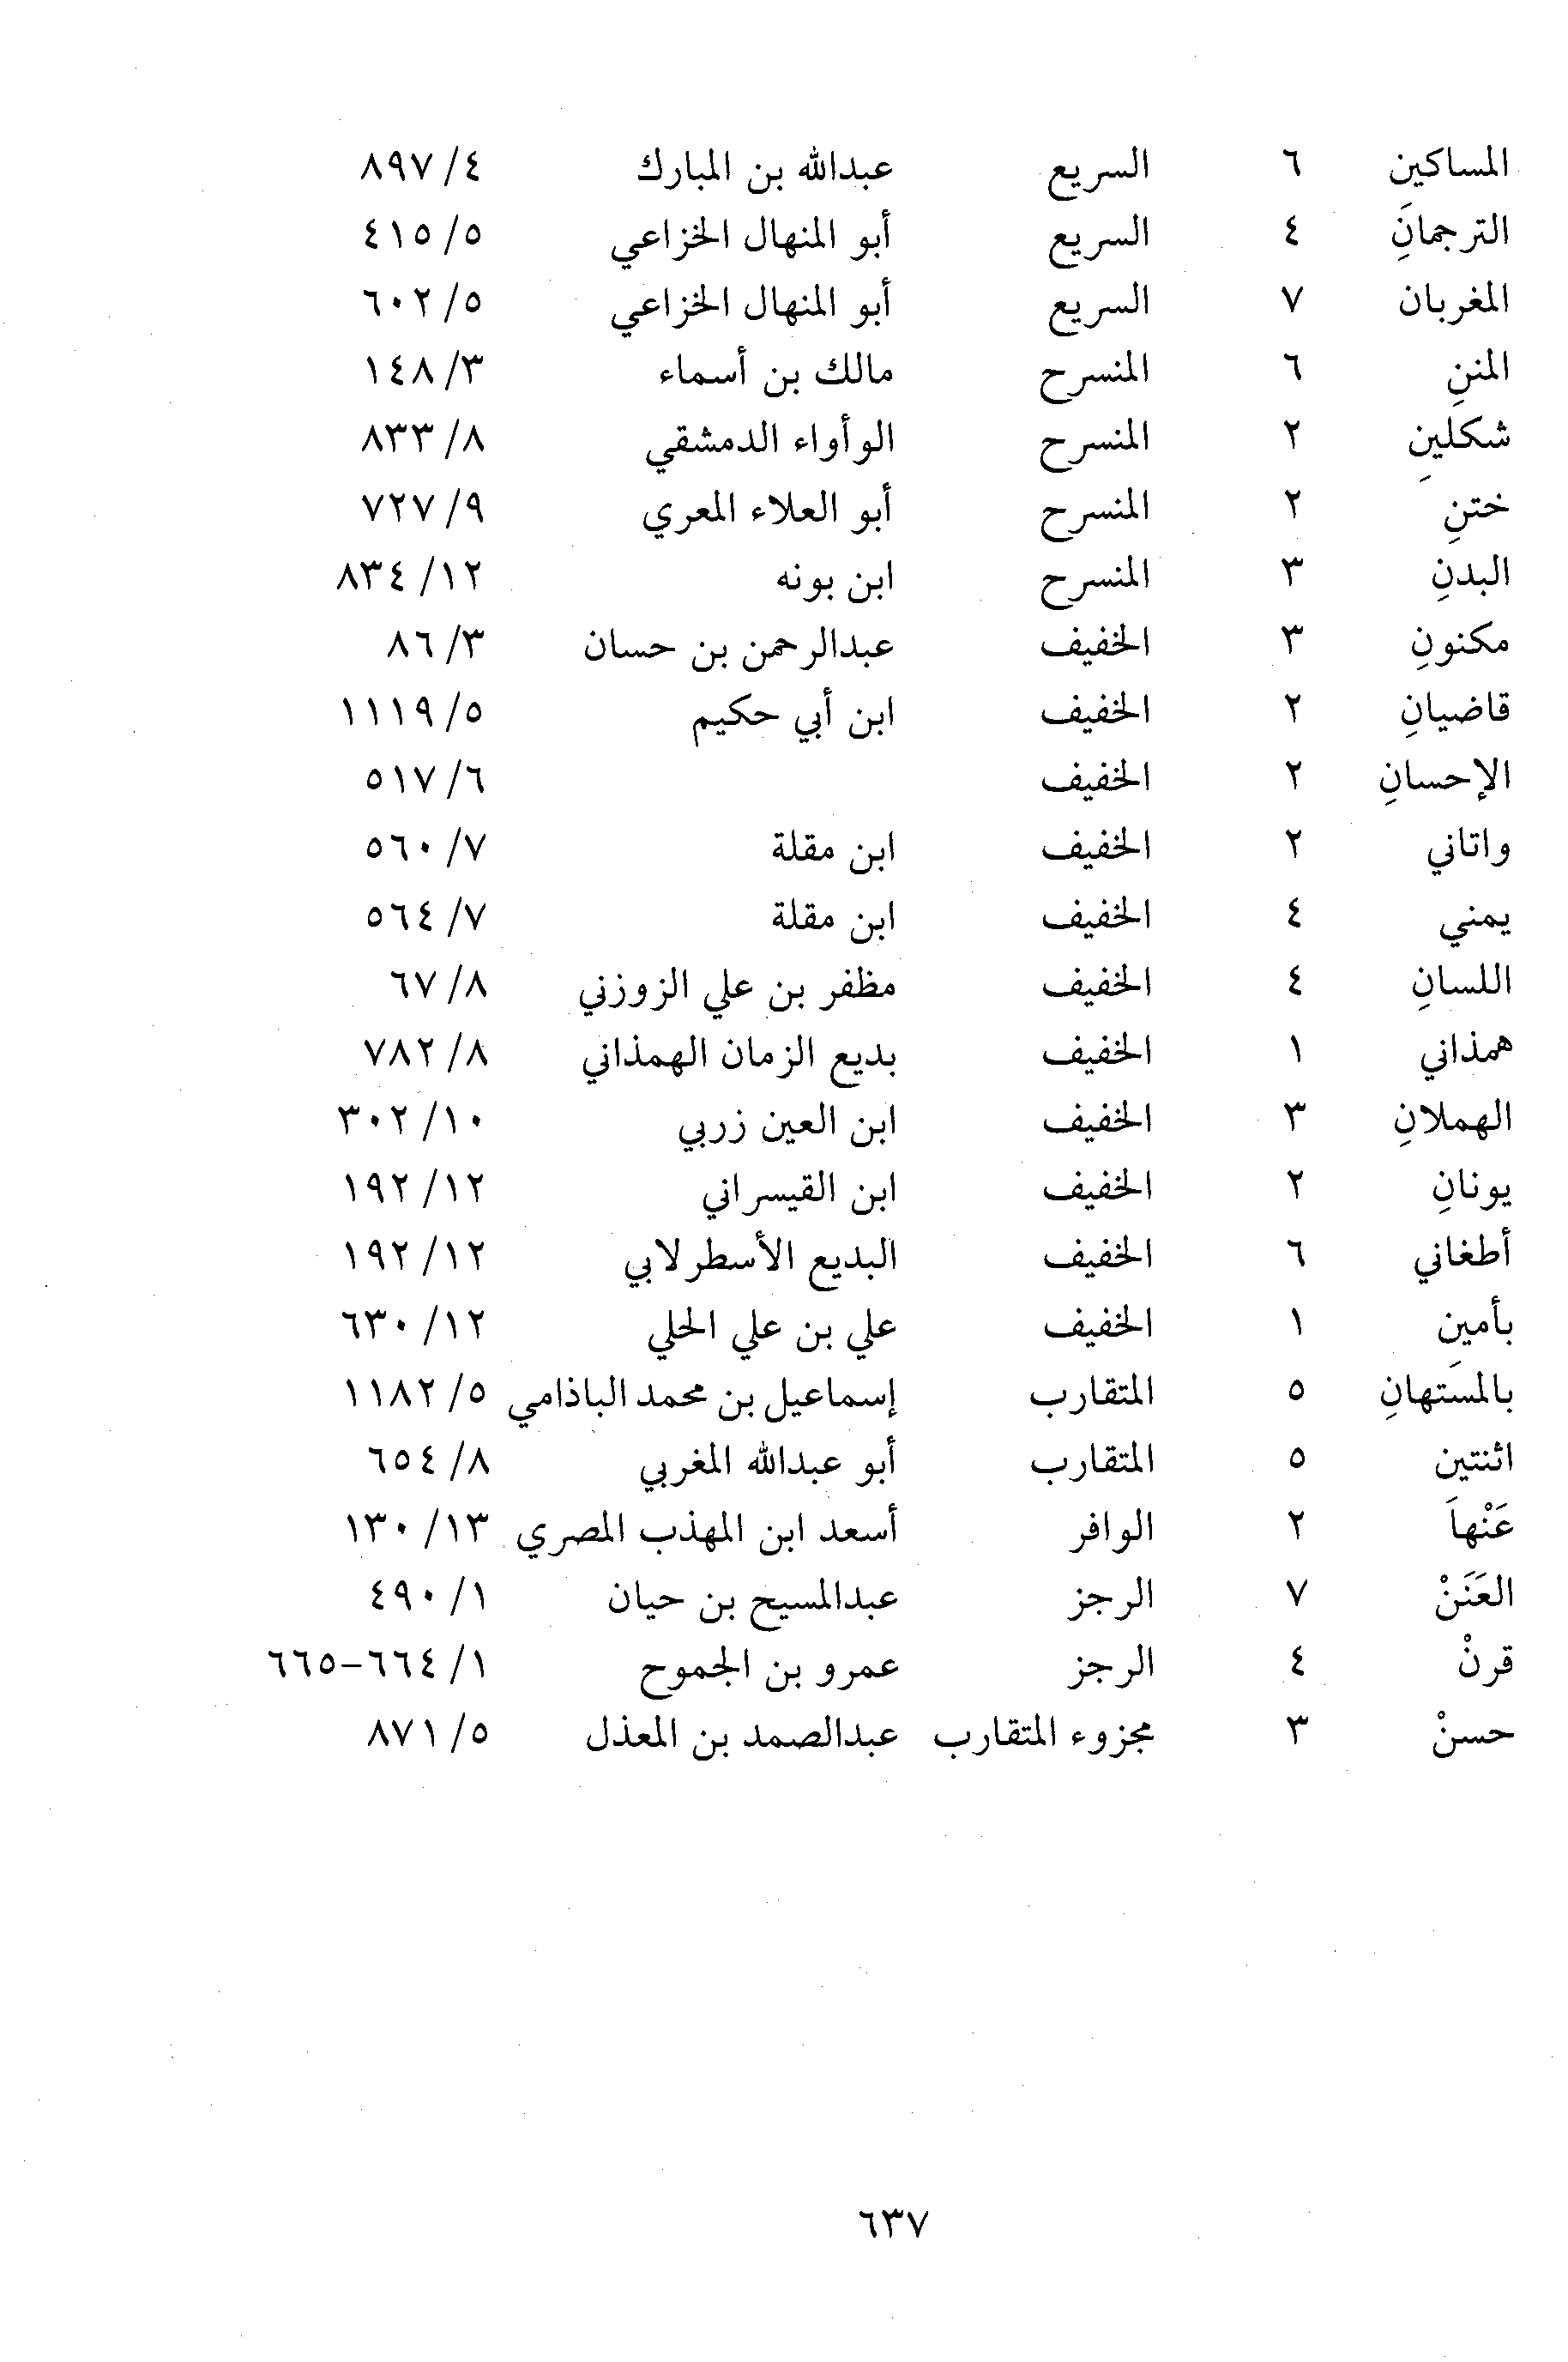 المساكين ٦ السريع عبدالله بن المبارك ٤/ ٨٩٧
الترجمانَِ ٤ السريع أبو المنهال الخزاعي ٥/ ٤١٥
المغربان ٧ السريع أبو المنهال الخزاعي ٥/ ٦٠٢
المننِ ٦ المنسرح مالك بن أسماء ٣/ ١٤٨
شكلينِ ٢ المنسرح الوأواء الدمشقي ٨/ ٨٣٣
ختنِ ٢ المنسرح أبو العلاء المعري ٩/ ٧٢٧
البدنِ ٣ المنسرح ابن بونه ١٢/ ٨٣٤
مكنونِ ٣ الخفيف عبدالرحمن بن حسان ٣/ ٨٦
قاضيانِ ٢ الخفيف ابن أبي حكيم ٥/ ١١١٩
الإحسانِ ٢ الخفيف ٦/ ٥١٧
واتاني ٢ الخفيف ابن مقلة ٧/ ٥٦٠
يمني ٤ الخفيف ابن مقلة ٧/ ٥٦٤
اللسانِ ٤ الخفيف مظفر بن علي الزوزني ٨/ ٦٧
همذاني ١ الخفيف بديع الزمان الهمذاني ٨/ ٧٨٢
الهملانِ ٣ الخفيف ابن العين زربي ١٠/ ٣٠٢
يونانِ ٢ الخفيف ابن القيسراني ١٢/ ١٩٢
أطغاني ٦ الخفيف البديع الأسطرلابي ١٢/ ١٩٢
بأمين ١ الخفيف علي بن علي الحلي ١٢/ ٦٣٠
بالمسَتهانِ ٥ المتقارب إسماعيل بن محمد الباذامي ٥/ ١١٨٢
اثنتين ٥ المتقارب أبو عبدالله المغربي ٨/ ٦٥٤
عَنْهاَ ٢ الوافر أسعد ابن المهذب المصري ١٣/ ١٣٠
العَنَنْ ٧ الرجز عبدالمسيح بن حيان ١/ ٤٩٠
قرنْ ٤ الرجز عمرو بن الجموح ١/ ٦٦٤-٦٦٥
حسنْ ٣ مجزوء المتقارب عبدالصمد بن المعذل ٥/ ٨٧١
٦٣٧